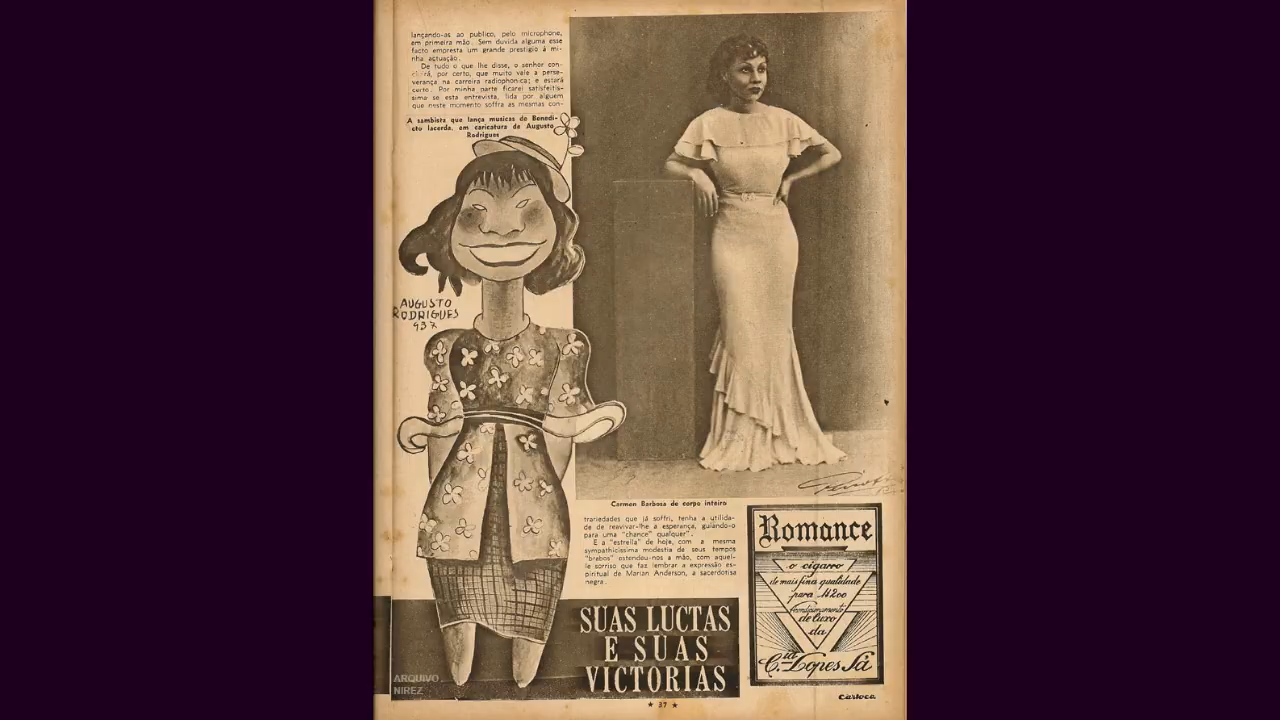 lançando-as ao publico, pelo microphone,
em primeira mão. Sem duvida alguma esse
facto empresta um grande prestigio á mi-
nha actuação.
De tudo o que lhe disse, o senhor con-
rá, por certo, que muito vale a perse-
verança na carreira radiophonica; e estará
certo. Por minha parte ficarei satisfeitis-
sima se esta entrevista, lida por alguem
que neste momento soffra as mesmas con-
A sambista que lança musicas de Benedi-
cto lacerda, em caricatura de Augusto
Rodrigues
AUGUSTO
RODRIGUES
937
Carmen Barbosa de corpo inteiro
trariedades que já soffri, tenha a utilida-
de de reavivar-lhe a esperança, guiando-o
para uma "chance" qualquer".
E a "estrella" de hoje, com a mesma
sympathicissima modestia de seus tempos
"brebos" estendeu-nos a mão, com aquel-
le sorriso que faz lembrar a expressão es-
piritual de Marian Anderson, a sacerdotisa
negra.
SUAS LUCTAS
E SUAS
VICTORIAS
Romance
o cigarro
de mais fina qualidade
para 1$200
Acondicionamento
de luxo
da
Cia. Lopes Sá
ARQUIVO
NIREZ
★ 37 ★
Carioca